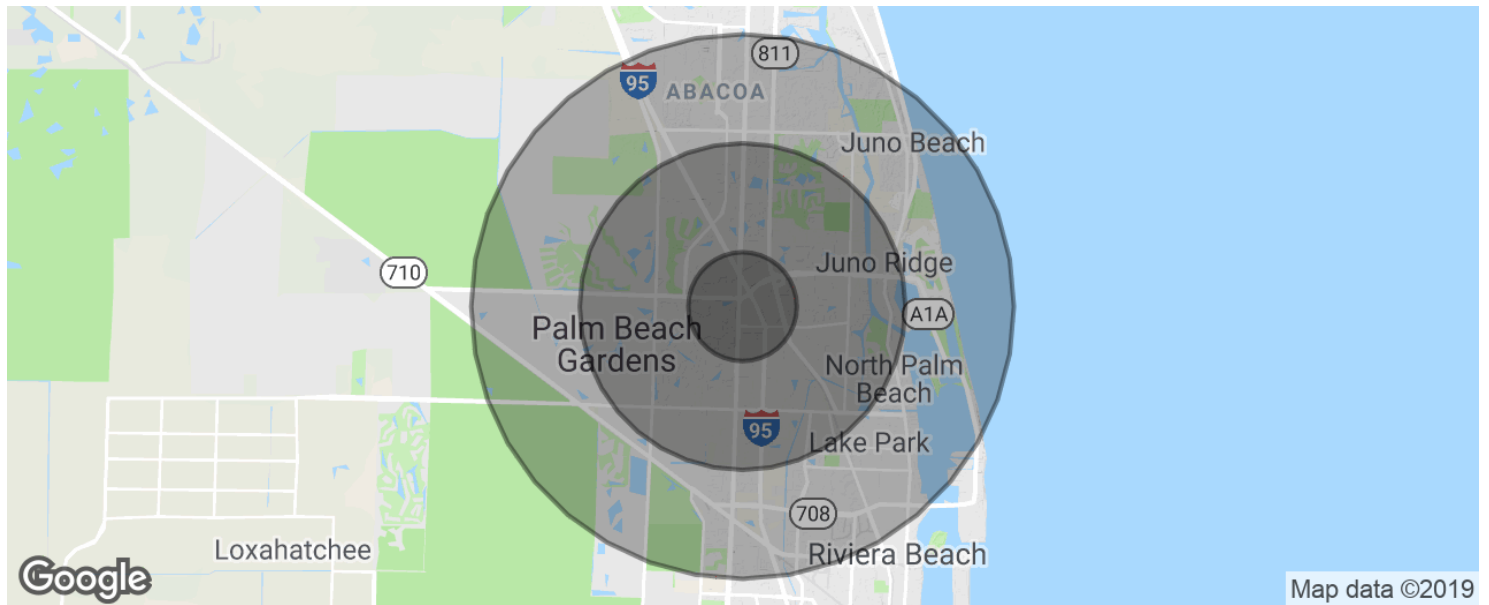 811
95
ABACOA
Juno Beach
Juno Ridge
710
A1A
Palm Beach
Gardens
North Palm
Beach
95
Lake Park
708
Loxahatchee
Riviera Beach
Google
Map data ©2019